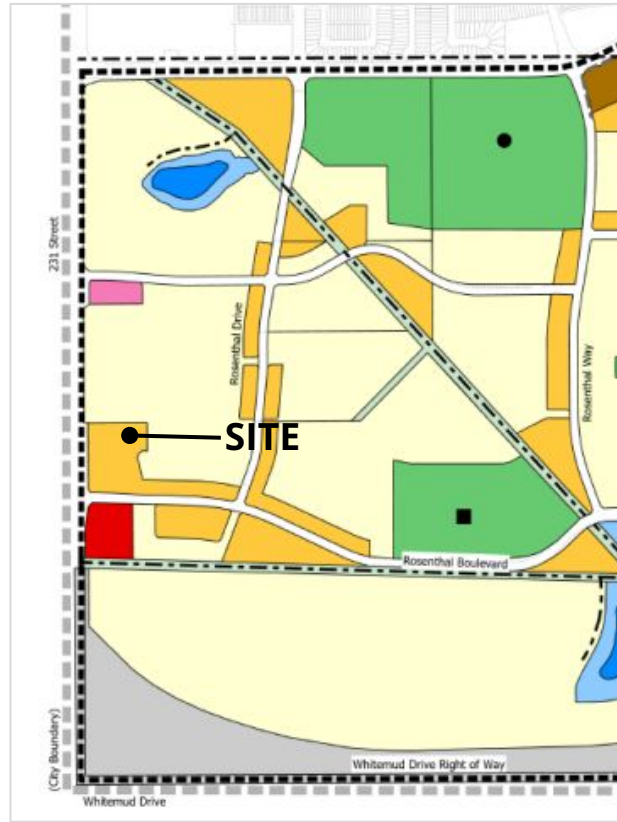 231 Street
Rosenthal Drive
Rosenthal Way
SITE
Rosenthal Boulevard
(City Boundary)
Whitemud Drive Right of Way
Whitemud Drive